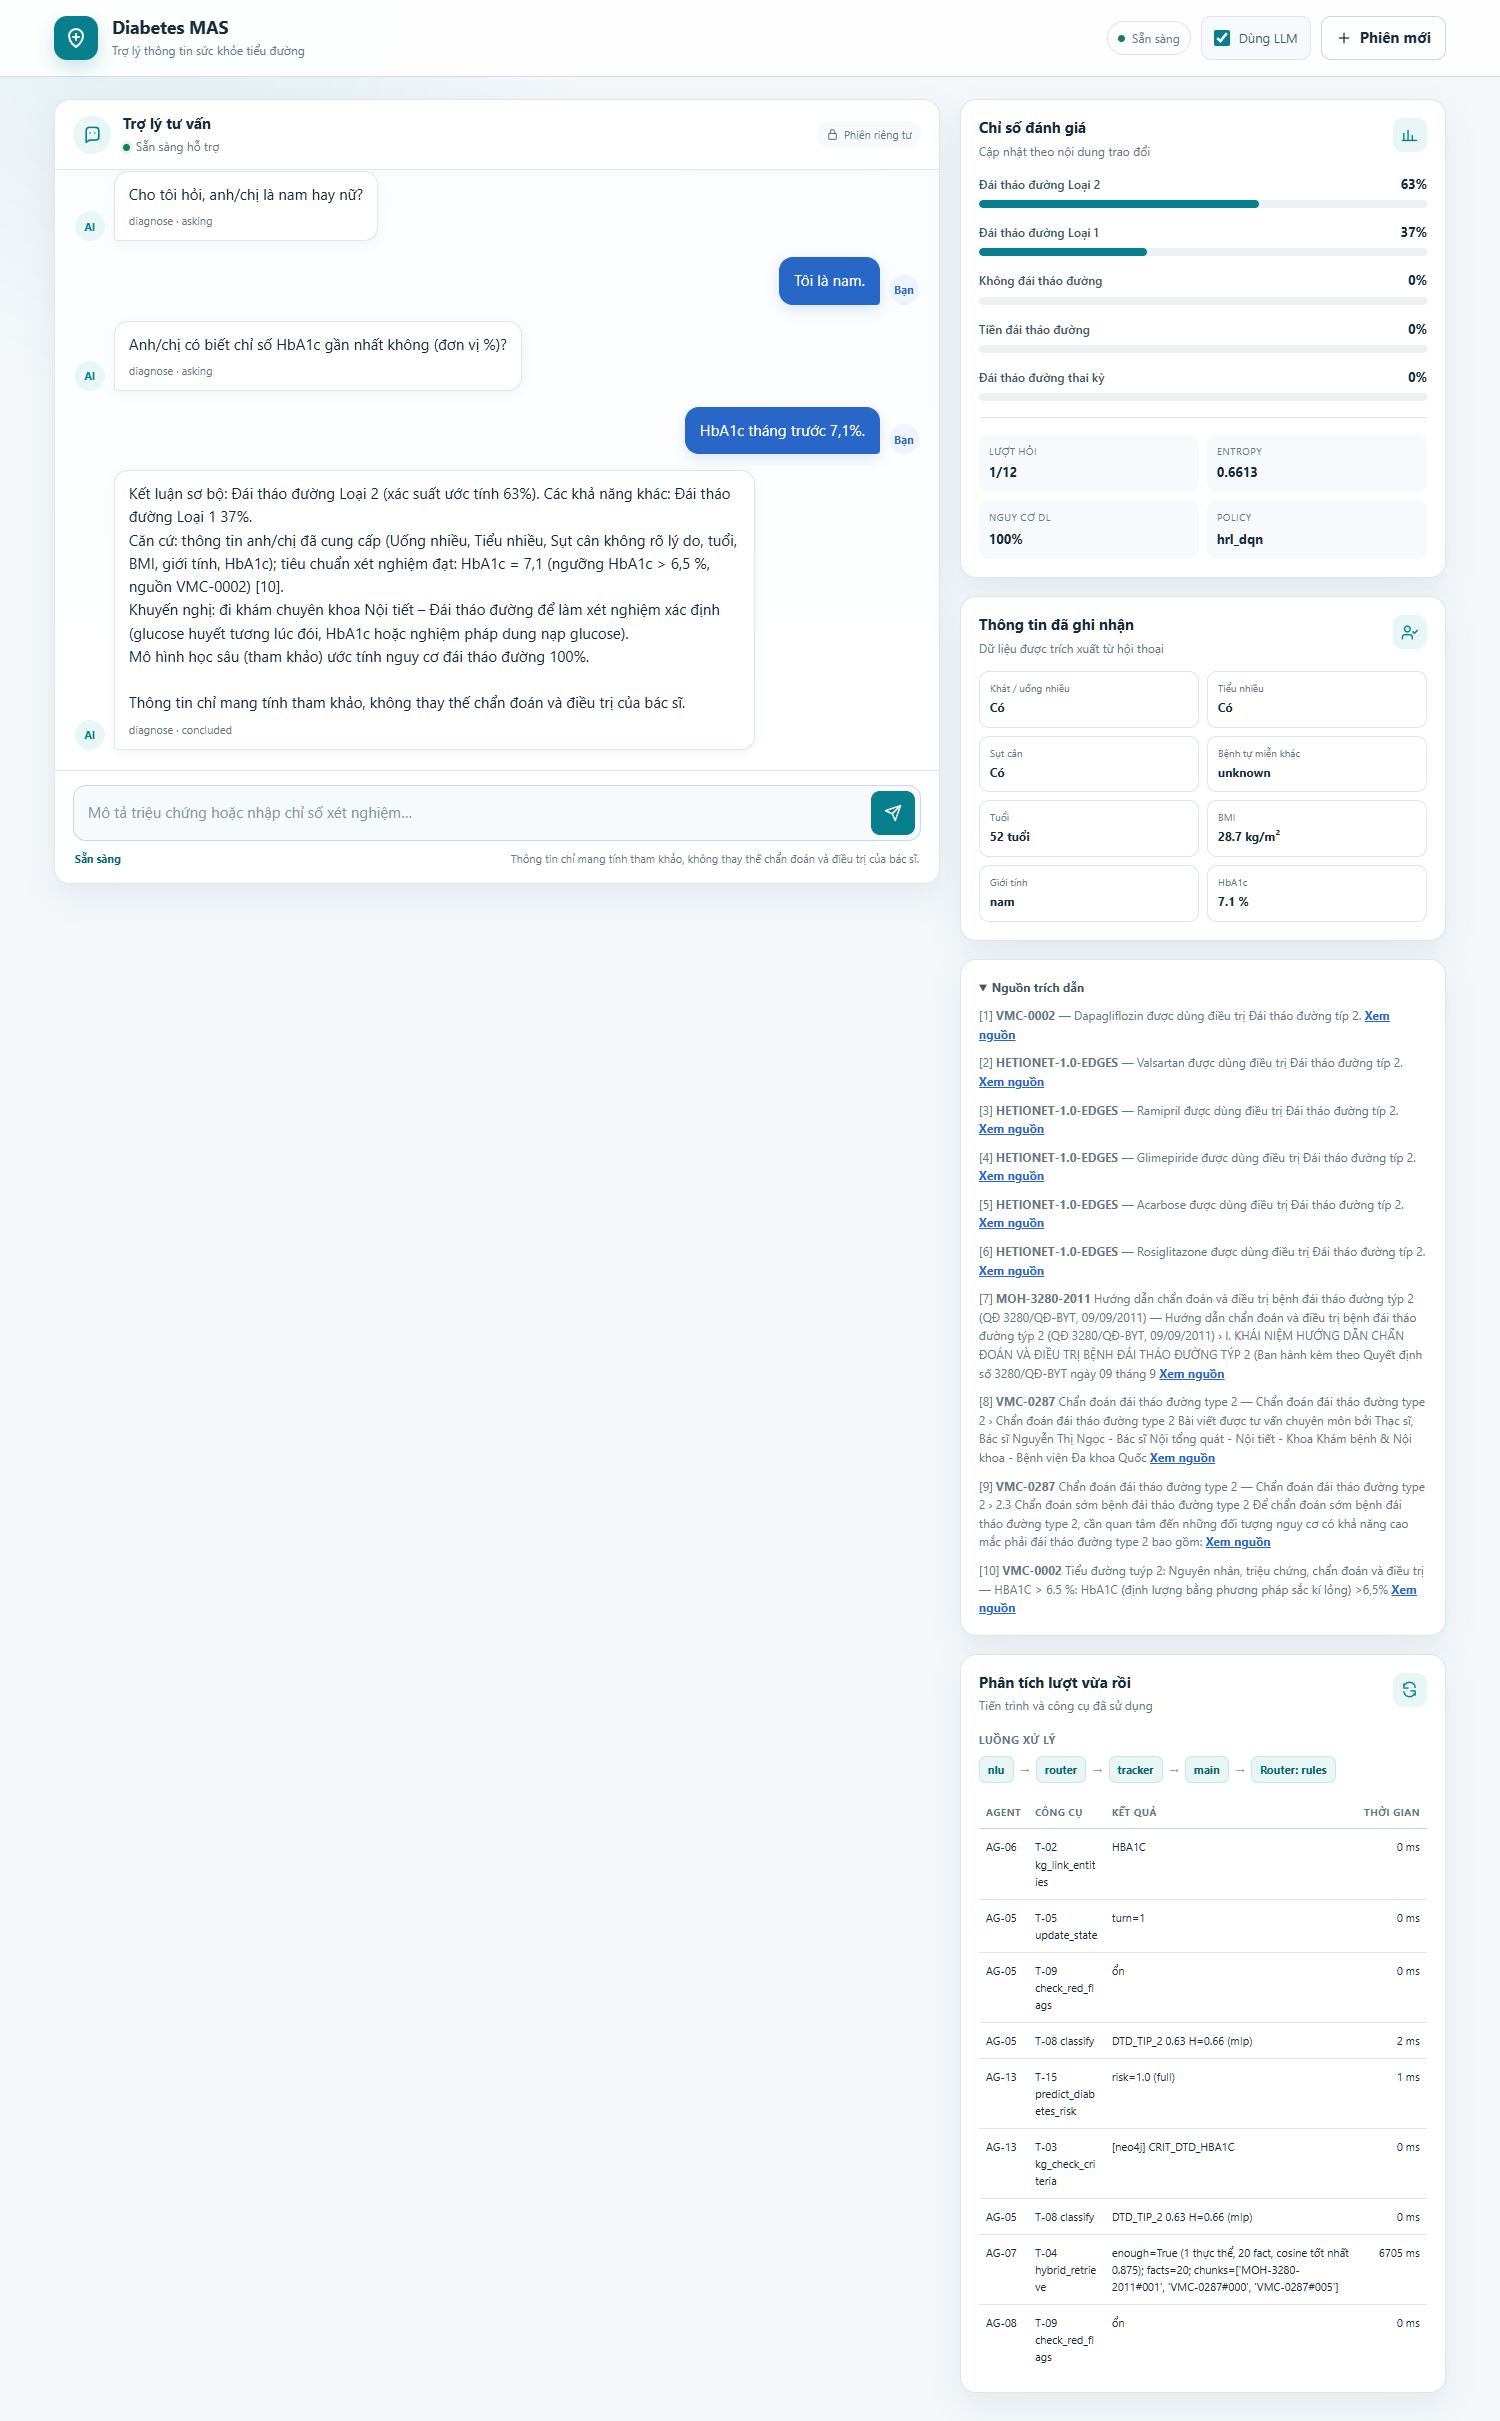 Diabetes MAS
Trợ lý thông tin sức khỏe tiểu đường
Sẵn sàng
Dùng LLM
+ Phiên mới
Trợ lý tư vấn
Sẵn sàng hỗ trợ
Phiên riêng tư
Cho tôi hỏi, anh/chị là nam hay nữ?
diagnose · asking
AI
Tôi là nam.
Bạn
Anh/chị có biết chỉ số HbA1c gần nhất không (đơn vị %)?
diagnose · asking
AI
HbA1c tháng trước 7,1%.
Bạn
Kết luận sơ bộ: Đái tháo đường Loại 2 (xác suất ước tính 63%). Các khả năng khác: Đái tháo
đường Loại 1 37%.
Căn cứ: thông tin anh/chị đã cung cấp (Uống nhiều, Tiểu nhiều, Sụt cân không rõ lý do, tuổi,
BMI, giới tính, HbA1c); tiêu chuẩn xét nghiệm đạt: HbA1c = 7,1 (ngưỡng HbA1c > 6,5 %,
nguồn VMC-0002) [10].
Khuyến nghị: đi khám chuyên khoa Nội tiết – Đái tháo đường để làm xét nghiệm xác định
(glucose huyết tương lúc đói, HbA1c hoặc nghiệm pháp dung nạp glucose).
Mô hình học sâu (tham khảo) ước tính nguy cơ đái tháo đường 100%.
Thông tin chỉ mang tính tham khảo, không thay thế chẩn đoán và điều trị của bác sĩ.
diagnose · concluded
AI
Mô tả triệu chứng hoặc nhập chỉ số xét nghiệm...
Sẵn sàng
Thông tin chỉ mang tính tham khảo, không thay thế chẩn đoán và điều trị của bác sĩ.
Chỉ số đánh giá
Cập nhật theo nội dung trao đổi
Đái tháo đường Loại 2 63%
Đái tháo đường Loại 1 37%
Không đái tháo đường 0%
Tiền đái tháo đường 0%
Đái tháo đường thai kỳ 0%
LƯỢT HỎI
1/12
ENTROPY
0.6613
NGUY CƠ DL
100%
POLICY
hrl_dqn
Thông tin đã ghi nhận
Dữ liệu được trích xuất từ hội thoại
Khát / uống nhiều
Có
Tiểu nhiều
Có
Sụt cân
Có
Bệnh tự miễn khác
unknown
Tuổi
52 tuổi
BMI
28.7 kg/m²
Giới tính
nam
HbA1c
7.1 %
▼ Nguồn trích dẫn
[1] VMC-0002 — Dapagliflozin được dùng điều trị Đái tháo đường típ 2. Xem
nguồn
[2] HETIONET-1.0-EDGES — Valsartan được dùng điều trị Đái tháo đường típ 2.
Xem nguồn
[3] HETIONET-1.0-EDGES — Ramipril được dùng điều trị Đái tháo đường típ 2.
Xem nguồn
[4] HETIONET-1.0-EDGES — Glimepiride được dùng điều trị Đái tháo đường típ 2.
Xem nguồn
[5] HETIONET-1.0-EDGES — Acarbose được dùng điều trị Đái tháo đường típ 2.
Xem nguồn
[6] HETIONET-1.0-EDGES — Rosiglitazone được dùng điều trị Đái tháo đường típ 2.
Xem nguồn
[7] MOH-3280-2011 Hướng dẫn chẩn đoán và điều trị bệnh đái tháo đường týp 2
(QĐ 3280/QĐ-BYT, 09/09/2011) — Hướng dẫn chẩn đoán và điều trị bệnh đái tháo
đường týp 2 (QĐ 3280/QĐ-BYT, 09/09/2011) › I. KHÁI NIỆM HƯỚNG DẪN CHẨN
ĐOÁN VÀ ĐIỀU TRỊ BỆNH ĐÁI THÁO ĐƯỜNG TÝP 2 (Ban hành kèm theo Quyết định
số 3280/QĐ-BYT ngày 09 tháng 9 Xem nguồn
[8] VMC-0287 Chẩn đoán đái tháo đường type 2 — Chẩn đoán đái tháo đường type
2 › Chẩn đoán đái tháo đường type 2 Bài viết được tư vấn chuyên môn bởi Thạc sĩ,
Bác sĩ Nguyễn Thị Ngọc - Bác sĩ Nội tổng quát - Nội tiết - Khoa Khám bệnh & Nội
khoa - Bệnh viện Đa khoa Quốc Xem nguồn
[9] VMC-0287 Chẩn đoán đái tháo đường type 2 — Chẩn đoán đái tháo đường type
2 › 2.3 Chẩn đoán sớm bệnh đái tháo đường type 2 Để chẩn đoán sớm bệnh đái
tháo đường type 2, cần quan tâm đến những đối tượng nguy cơ có khả năng cao
mắc phải đái tháo đường type 2 bao gồm: Xem nguồn
[10] VMC-0002 Tiểu đường tuýp 2: Nguyên nhân, triệu chứng, chẩn đoán và điều trị
— HBA1C > 6.5 %: HbA1C (định lượng bằng phương pháp sắc kí lỏng) >6,5% Xem
nguồn
Phân tích lượt vừa rồi
Tiến trình và công cụ đã sử dụng
LUỒNG XỬ LÝ
nlu → router → tracker → main → Router: rules
AGENT CÔNG CỤ KẾT QUẢ THỜI GIAN
AG-06 T-02 HBA1C 0 ms
kg_link_entit
ies
AG-05 T-05 turn=1 0 ms
update_state
AG-05 T-09 ổn 0 ms
check_red_fl
ags
AG-05 T-08 classify DTD_TIP_2 0.63 H=0.66 (mlp) 2 ms
AG-13 T-15 risk=1.0 (full) 1 ms
predict_diab
etes_risk
AG-13 T-03 [neo4j] CRIT_DTD_HBA1C 0 ms
kg_check_cri
teria
AG-05 T-08 classify DTD_TIP_2 0.63 H=0.66 (mlp) 0 ms
AG-07 T-04 enough=True (1 thực thể, 20 fact, cosine tốt nhất 6705 ms
hybrid_retrie 0.875); facts=20; chunks=['MOH-3280-
ve 2011#001', 'VMC-0287#000', 'VMC-0287#005']
AG-08 T-09 ổn 0 ms
check_red_fl
ags